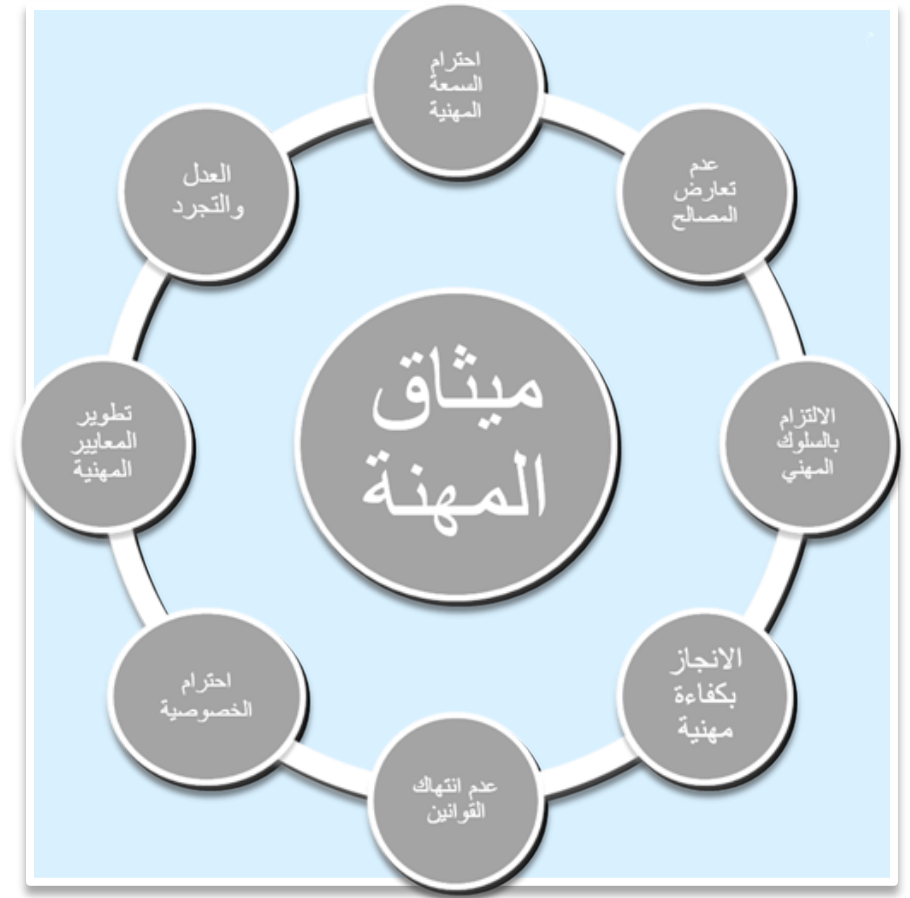 احترام
السمعة
المهنية
عدم
تعارض
المصالح
الالتزام
بالسلوك
المهني
الانجاز
بكفاءة
مهنية
عدم انتهاك
القوانين
احترام
الخصوصية
تطوير
المعايير
المهنية
العدل
والتجرد
ميثاق
المهنة
م